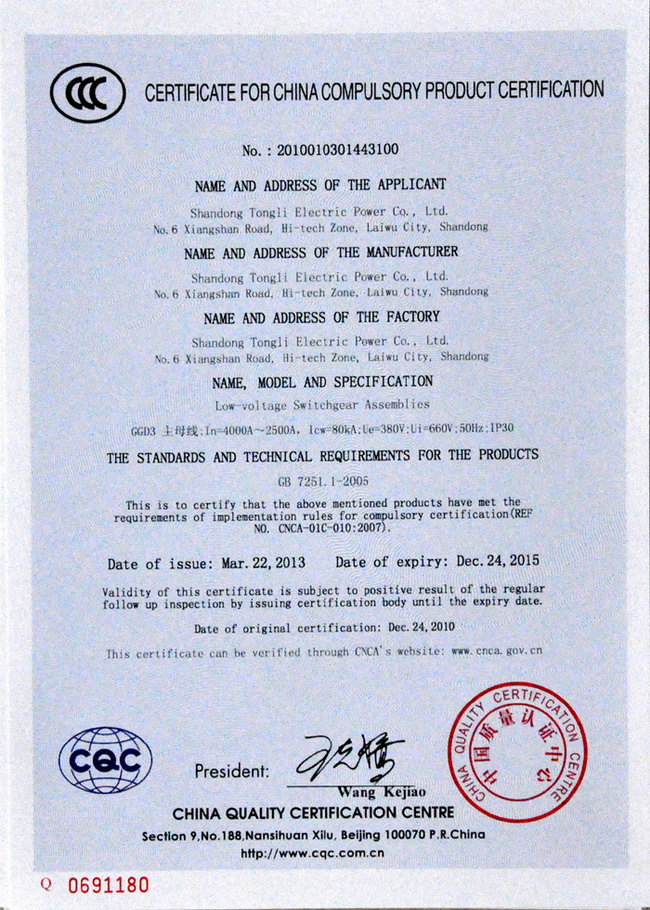 CCC
CERTIFICATE FOR CHINA COMPULSORY PRODUCT CERTIFICATION
No. : 2010010301443100
NAME AND ADDRESS OF THE APPLICANT
Shandong Tongli Electric Power Co., Ltd.
No. 6 Xiangshan Road, Hi-tech Zone, Laiwu City, Shandong
NAME AND ADDRESS OF THE MANUFACTURER
Shandong Tongli Electric Power Co., Ltd.
No. 6 Xiangshan Road, Hi-tech Zone, Laiwu City, Shandong
NAME AND ADDRESS OF THE FACTORY
Shandong Tongli Electric Power Co., Ltd.
No. 6 Xiangshan Road, Hi-tech Zone, Laiwu City, Shandong
NAME, MODEL AND SPECIFICATION
Low-voltage Switchgear Assemblies
GGD3 主母线:In=4000A~2500A, Icw=80kA;Ue=380V;Ui=660V;50Hz;IP30
THE STANDARDS AND TECHNICAL REQUIREMENTS FOR THE PRODUCTS
GB 7251.1-2005
This is to certify that the above mentioned products have met the
requirements of implementation rules for compulsory certification(REF
NO. CNCA-01C-010:2007).
Date of issue: Mar. 22, 2013 Date of expiry: Dec. 24, 2015
Validity of this certificate is subject to positive result of the regular
follow up inspection by issuing certification body until the expiry date.
Date of original certification: Dec. 24, 2010
This certificate can be verified through CNCA's website: www.cnca.gov.cn
CHINA QUALITY CERTIFICATION CENTRE
中国质量认证中心
CQC
President: 王克娇
Wang Kejiao
CHINA QUALITY CERTIFICATION CENTRE
Section 9,No.188,Nansihuan Xilu, Beijing 100070 P.R.China
http://www.cqc.com.cn
Q 0691180